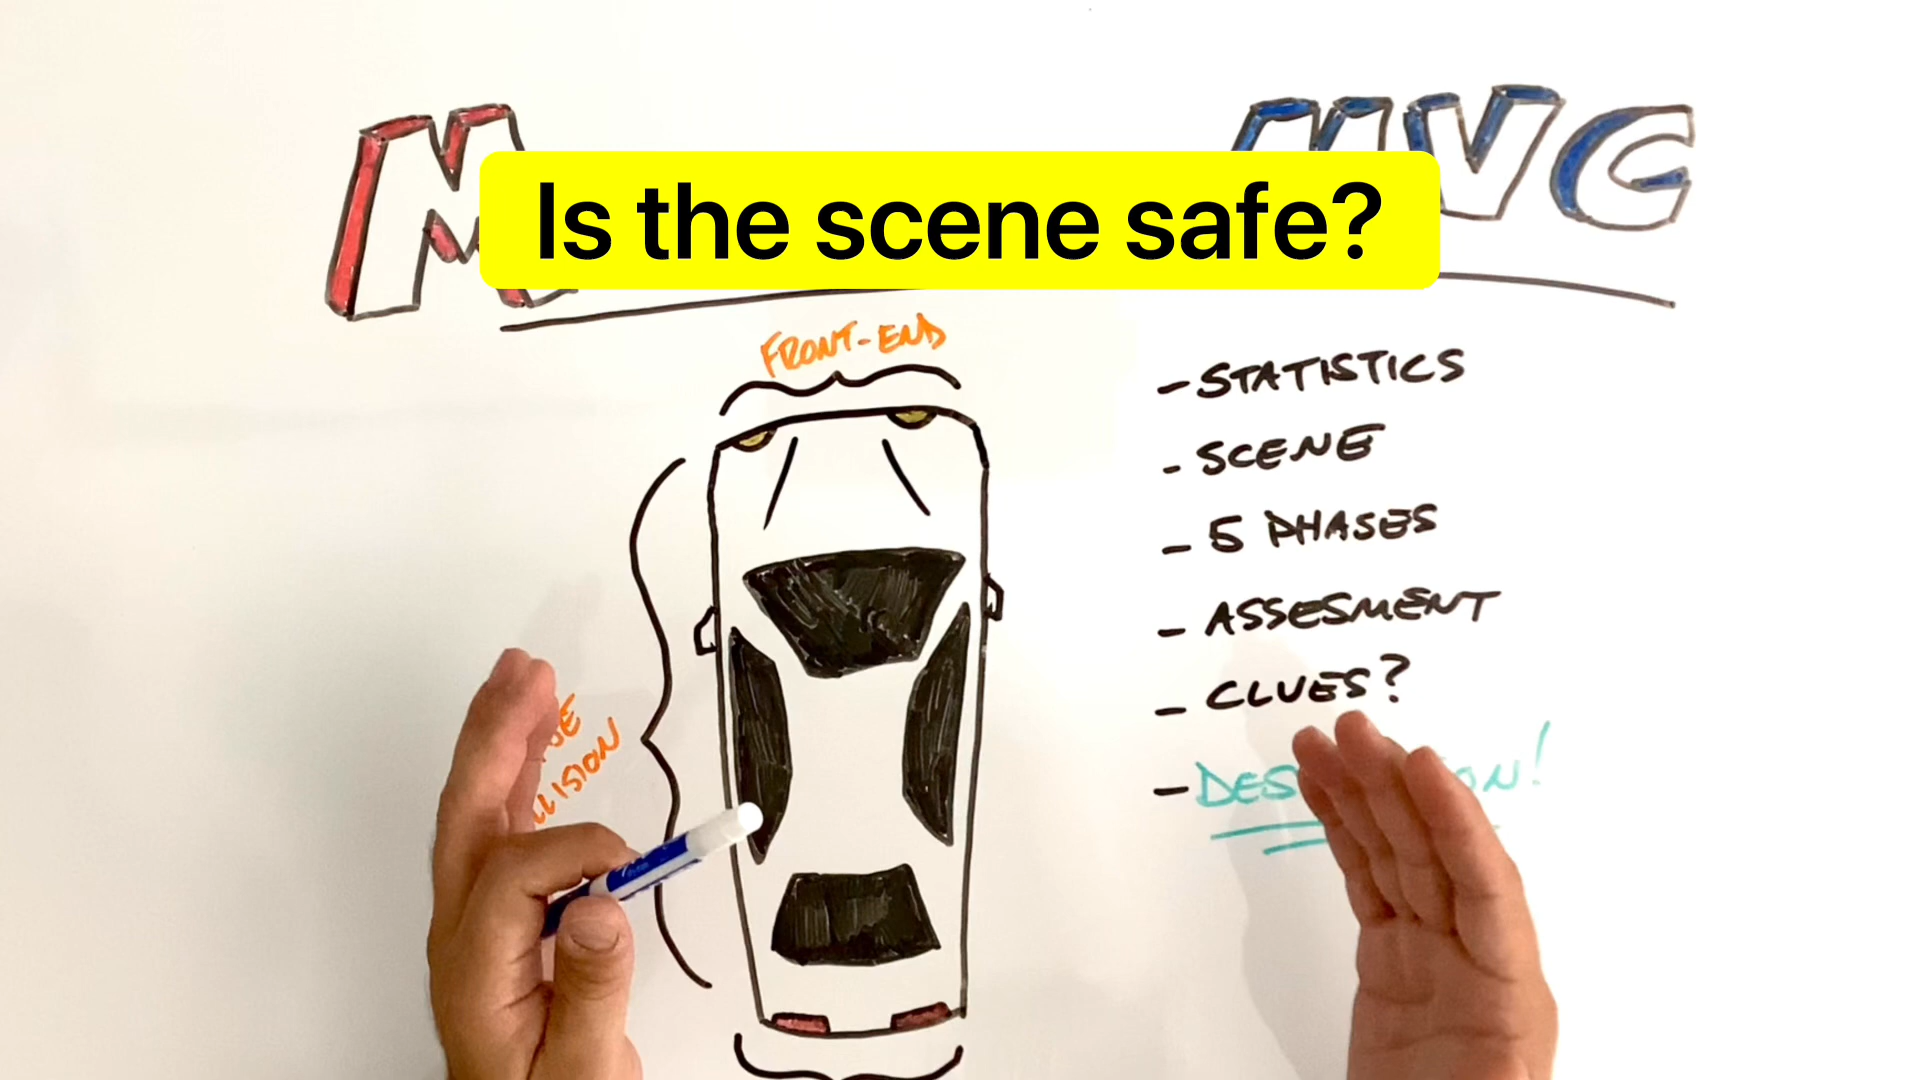 Is the scene safe?
MVC
FRONT-END
- STATISTICS
- SCENE
- 5 PHASES
- ASSESMENT
- CLUES?